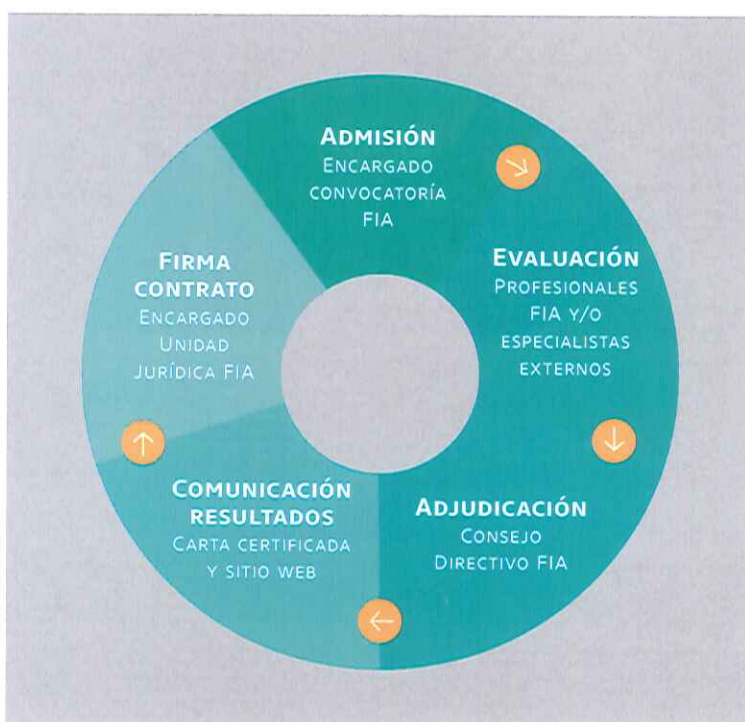 ADMISIÓN
ENCARGADO
CONVOCATORÍA
FIA
EVALUACIÓN
PROFESIONALES
FIA Y/O
ESPECIALISTAS
EXTERNOS
ADJUDICACIÓN
CONSEJO
DIRECTIVO FIA
COMUNICACIÓN
RESULTADOS
CARTA CERTIFICADA
Y SITIO WEB
FIRMA
CONTRATO
ENCARGADO
UNIDAD
JURÍDICA FIA